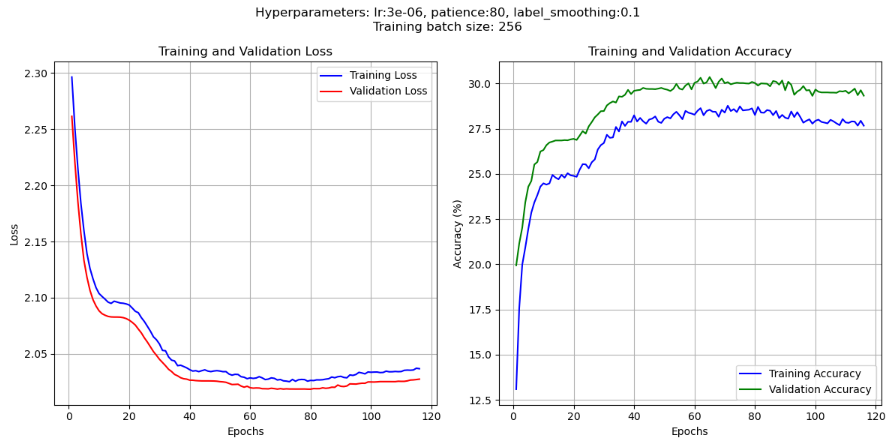 Hyperparameters: lr:3e-06, patience:80, label_smoothing:0.1
Training batch size: 256
Training and Validation Loss
2.30
2.25
2.20
2.15
2.10
2.05
Loss
0 20 40 60 80 100 120
Epochs
Training Loss
Validation Loss
Training and Validation Accuracy
30.0
27.5
25.0
22.5
20.0
17.5
15.0
12.5
Accuracy (%)
0 20 40 60 80 100 120
Epochs
Training Accuracy
Validation Accuracy